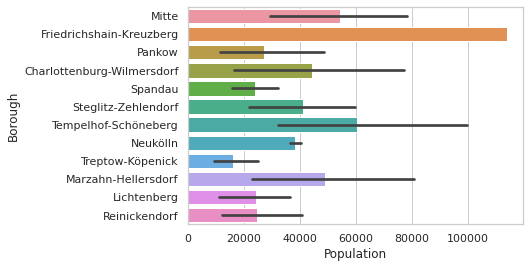 Borough
Mitte
Friedrichshain-Kreuzberg
Pankow
Charlottenburg-Wilmersdorf
Spandau
Steglitz-Zehlendorf
Tempelhof-Schöneberg
Neukölln
Treptow-Köpenick
Marzahn-Hellersdorf
Lichtenberg
Reinickendorf
0 20000 40000 60000 80000 100000
Population